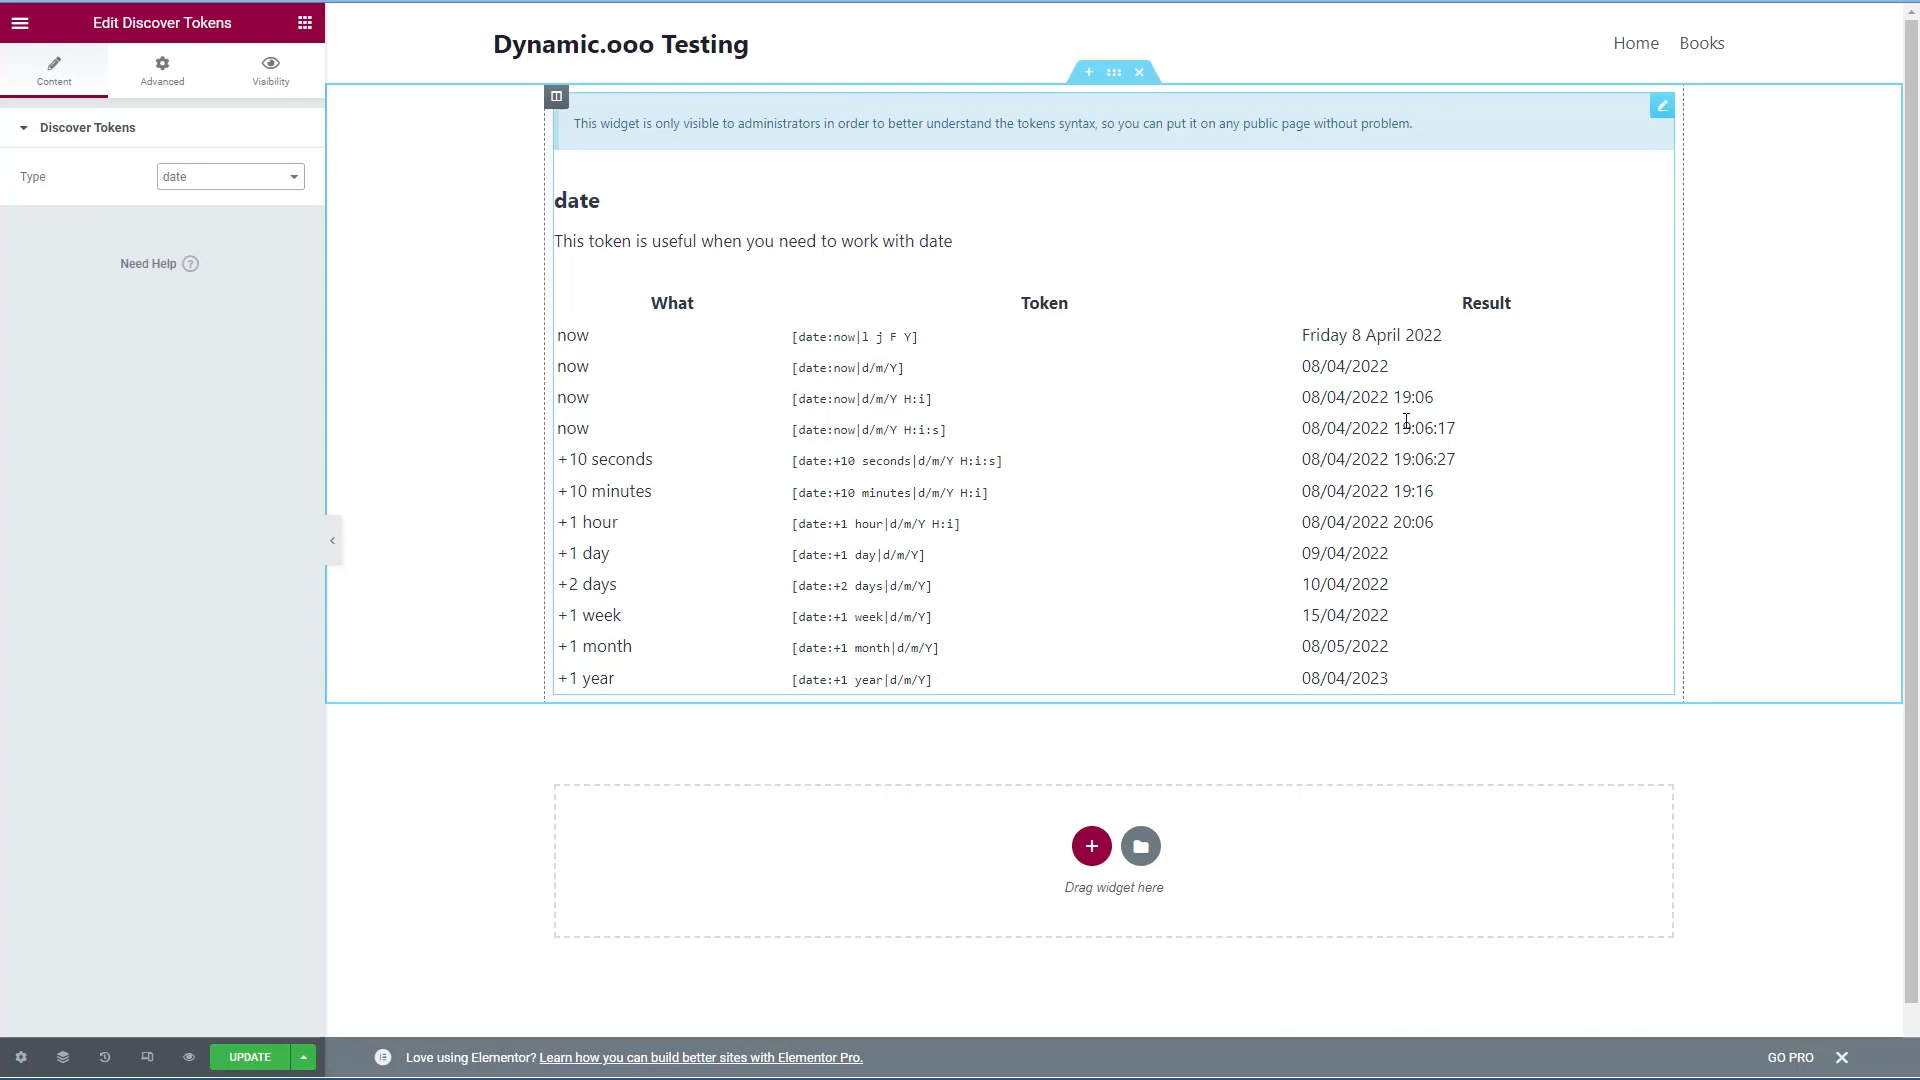 Edit Discover Tokens
Content
Advanced
Visibility
Discover Tokens
Type
date
Need Help ?
Dynamic.ooo Testing
Home
Books
This widget is only visible to administrators in order to better understand the tokens syntax, so you can put it on any public page without problem.
date
This token is useful when you need to work with date
What Token Result
now [date:now|l j F Y] Friday 8 April 2022
now [date:now|d/m/Y] 08/04/2022
now [date:now|d/m/Y H:i] 08/04/2022 19:06
now [date:now|d/m/Y H:i:s] 08/04/2022 19:06:17
+10 seconds [date:+10 seconds|d/m/Y H:i:s] 08/04/2022 19:06:27
+10 minutes [date:+10 minutes|d/m/Y H:i] 08/04/2022 19:16
+1 hour [date:+1 hour|d/m/Y H:i] 08/04/2022 20:06
+1 day [date:+1 day|d/m/Y] 09/04/2022
+2 days [date:+2 days|d/m/Y] 10/04/2022
+1 week [date:+1 week|d/m/Y] 15/04/2022
+1 month [date:+1 month|d/m/Y] 08/05/2022
+1 year [date:+1 year|d/m/Y] 08/04/2023
Drag widget here
UPDATE
Love using Elementor? Learn how you can build better sites with Elementor Pro.
GO PRO